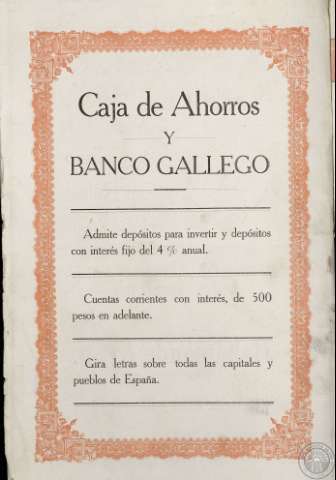 Caja de Ahorros
Y
BANCO GALLEGO
Admite depósitos para invertir y depósitos
con interés fijo del 4 % anual.
Cuentas corrientes con interés, de 500
pesos en adelante.
Gira letras sobre todas las capitales y
pueblos de España.